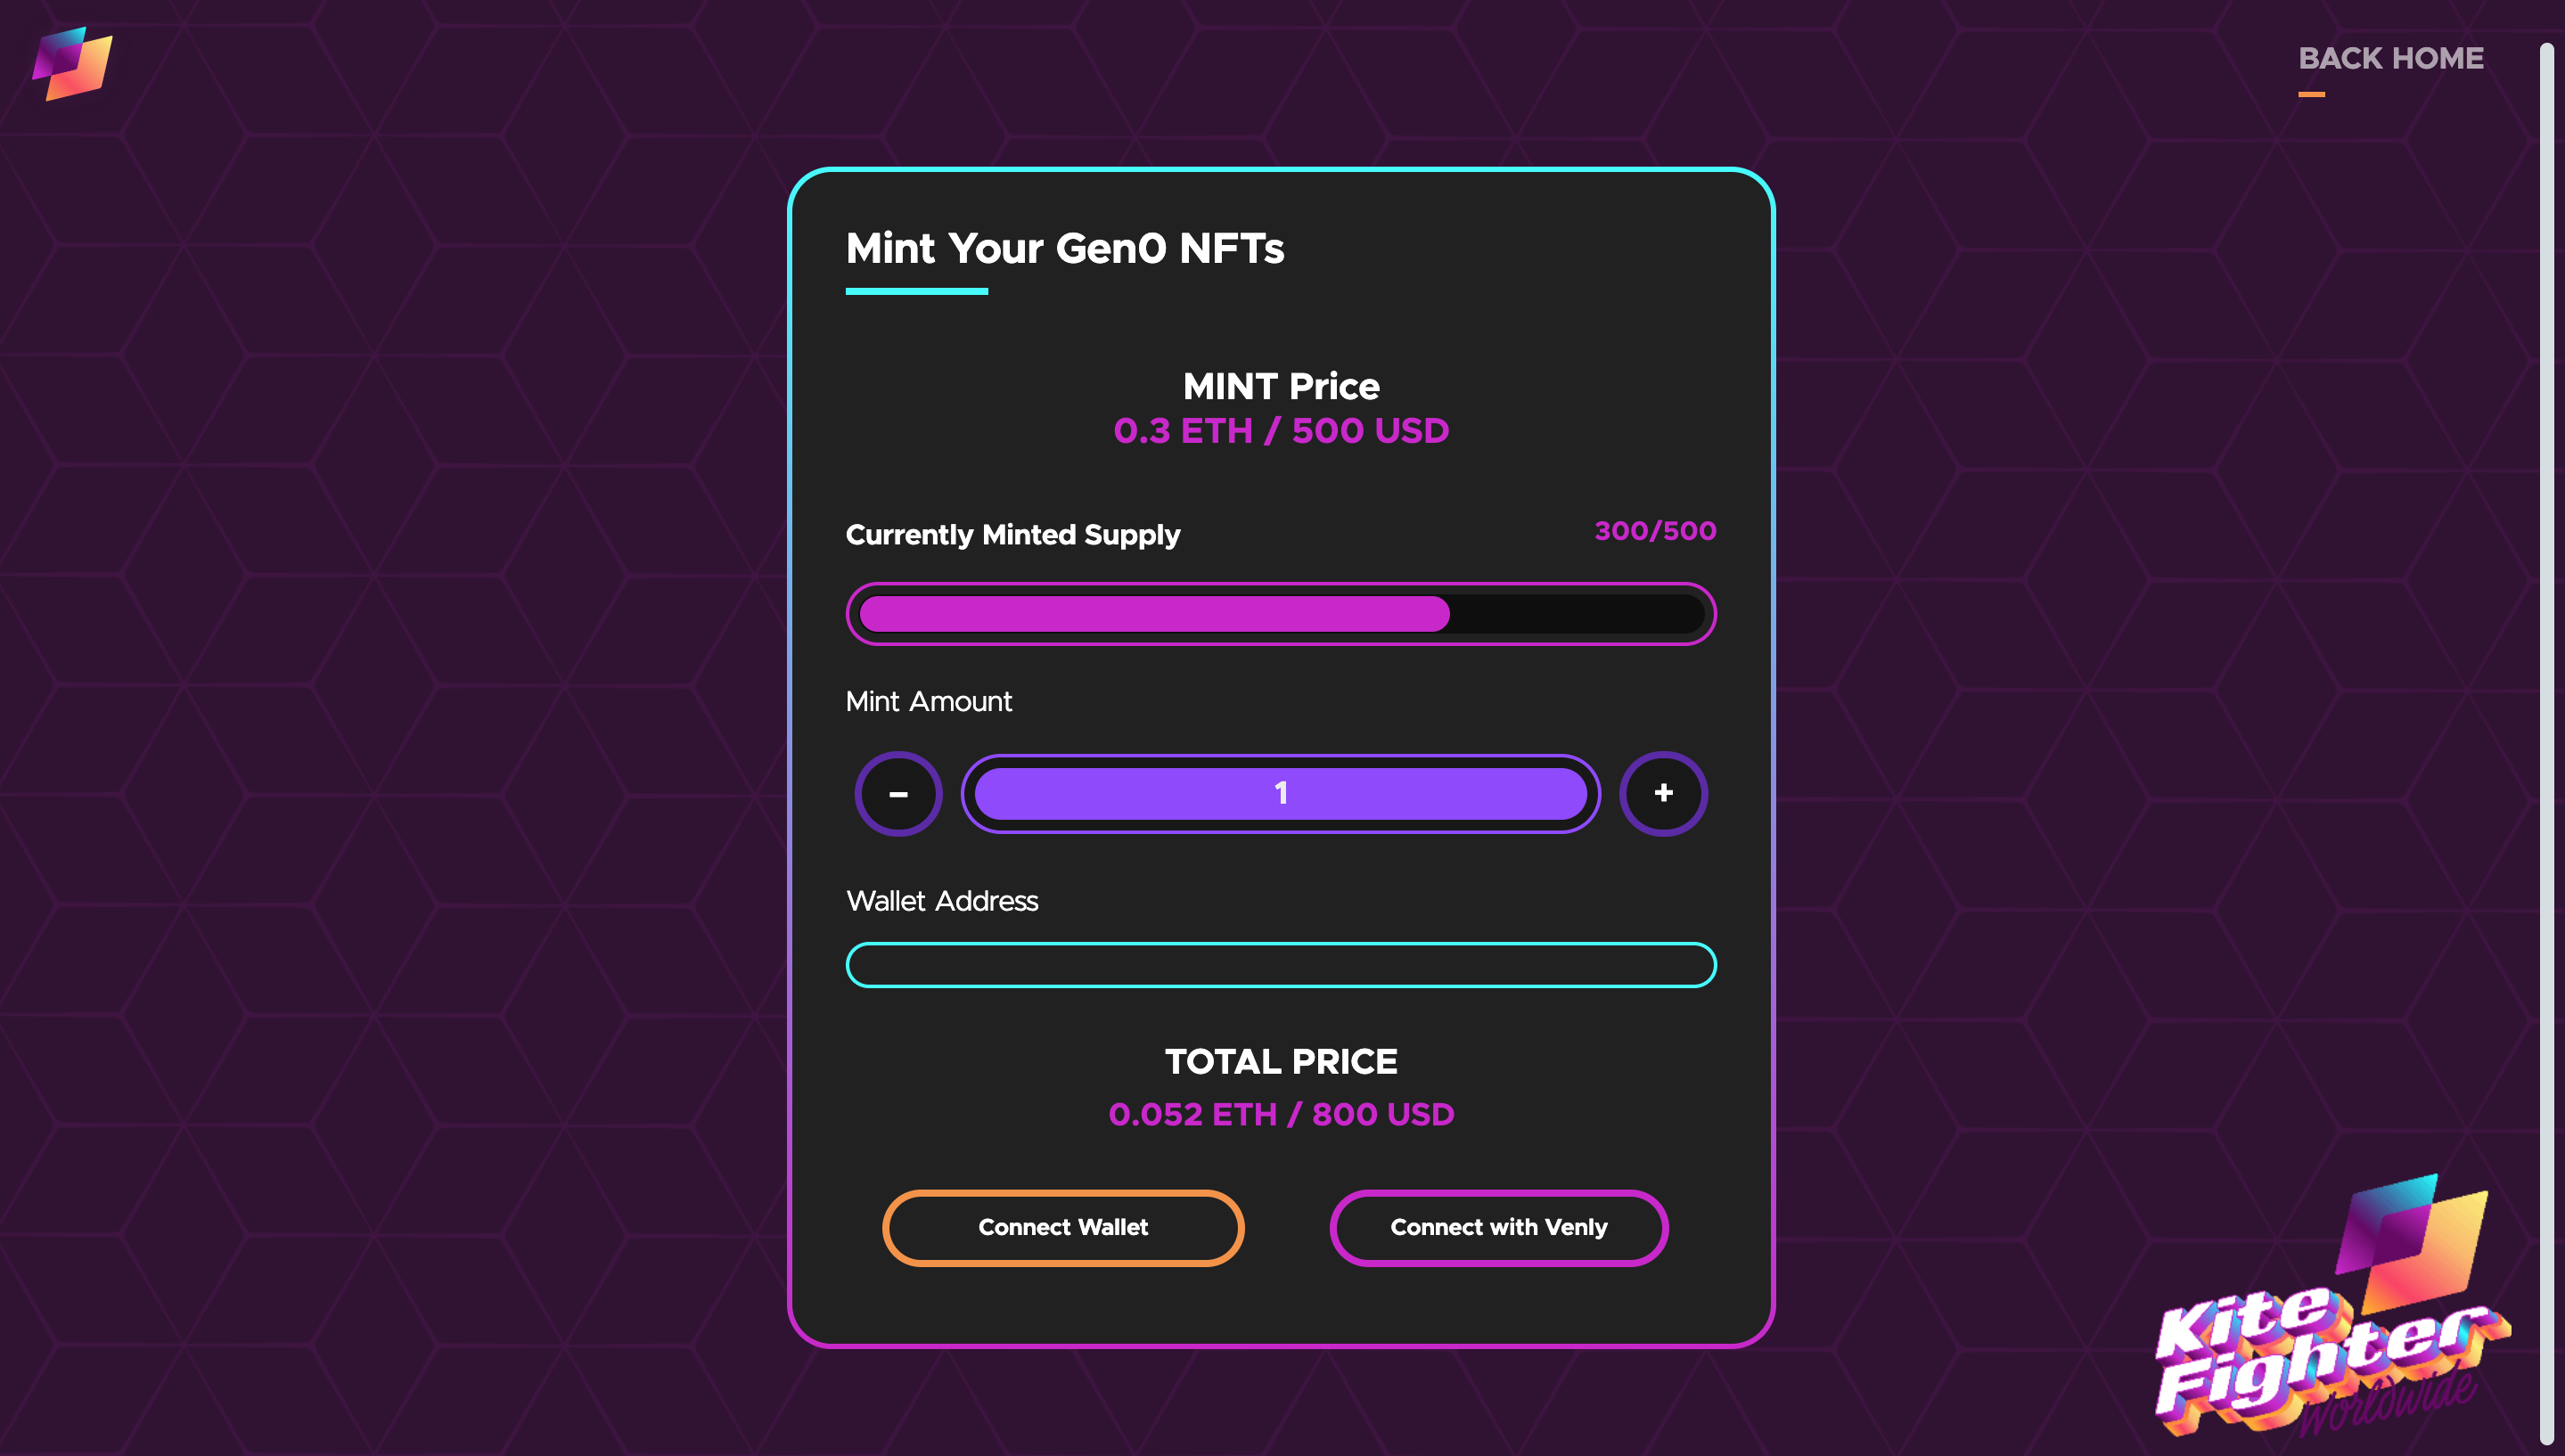 BACK HOME
Mint Your Gen0 NFTs
MINT Price
0.3 ETH / 500 USD
Currently Minted Supply
300/500
Mint Amount
-
1
+
Wallet Address
TOTAL PRICE
0.052 ETH / 800 USD
Connect Wallet
Connect with Venly
Kite
Fighter
Worldwide